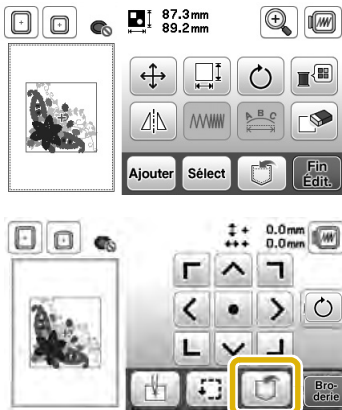 87.3mm
89.2mm
A B C
Ajouter
Sélect
Fin
Édit.
+ 0.0mm
+ 0.0mm
Bro-
derie